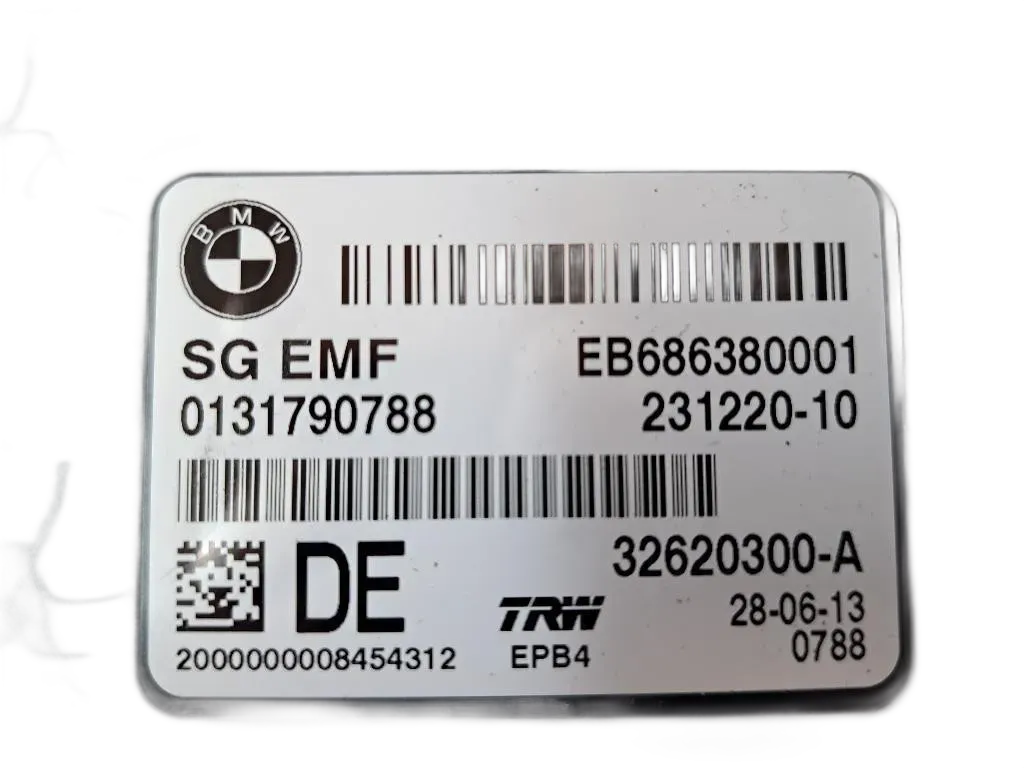 BMW
SG EMF EB686380001
0131790788 231220-10
DE 32620300-A
TRW 28-06-13
2000000008454312 EPB4 0788